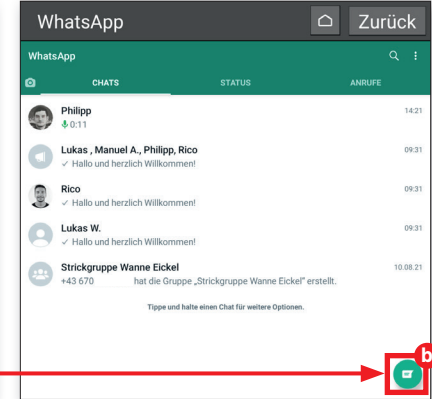 WhatsApp
Zurück
WhatsApp
CHATS STATUS ANRUFE
Philipp 14:21
0:11
Lukas , Manuel A., Philipp, Rico 09:31
✓ Hallo und herzlich Willkommen!
Rico 09:31
✓ Hallo und herzlich Willkommen!
Lukas W. 09:31
✓ Hallo und herzlich Willkommen!
Strickgruppe Wanne Eickel 10.08.21
+43 670 hat die Gruppe „Strickgruppe Wanne Eickel“ erstellt.
Tippe und halte einen Chat für weitere Optionen.
b